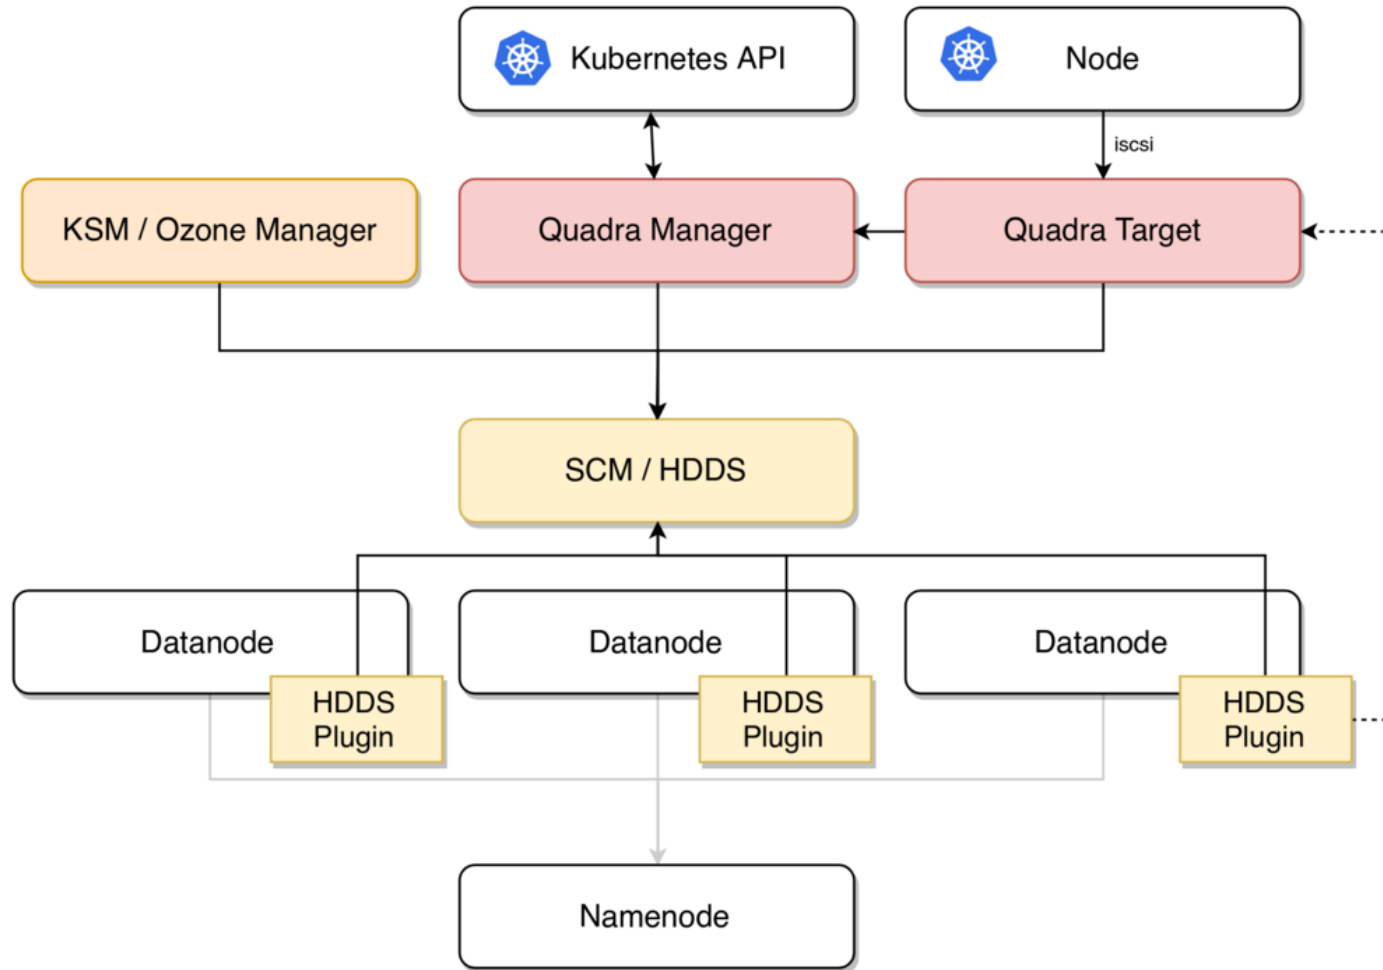 Kubernetes API
Node
iscsi
KSM / Ozone Manager
Quadra Manager
Quadra Target
SCM / HDDS
Datanode
Datanode
Datanode
HDDS
Plugin
HDDS
Plugin
HDDS
Plugin
Namenode